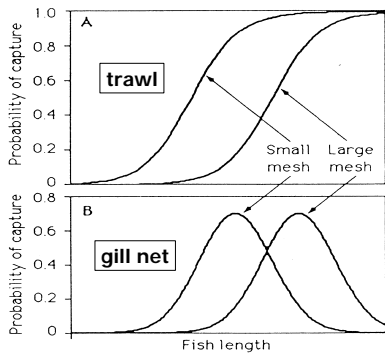 A
trawl
Probability of capture
1.0
0.8
0.6
0.4
0.2
0
Small
mesh
Large
mesh
B
gill net
Probability of capture
0.8
0.6
0.4
0.2
0
Fish length